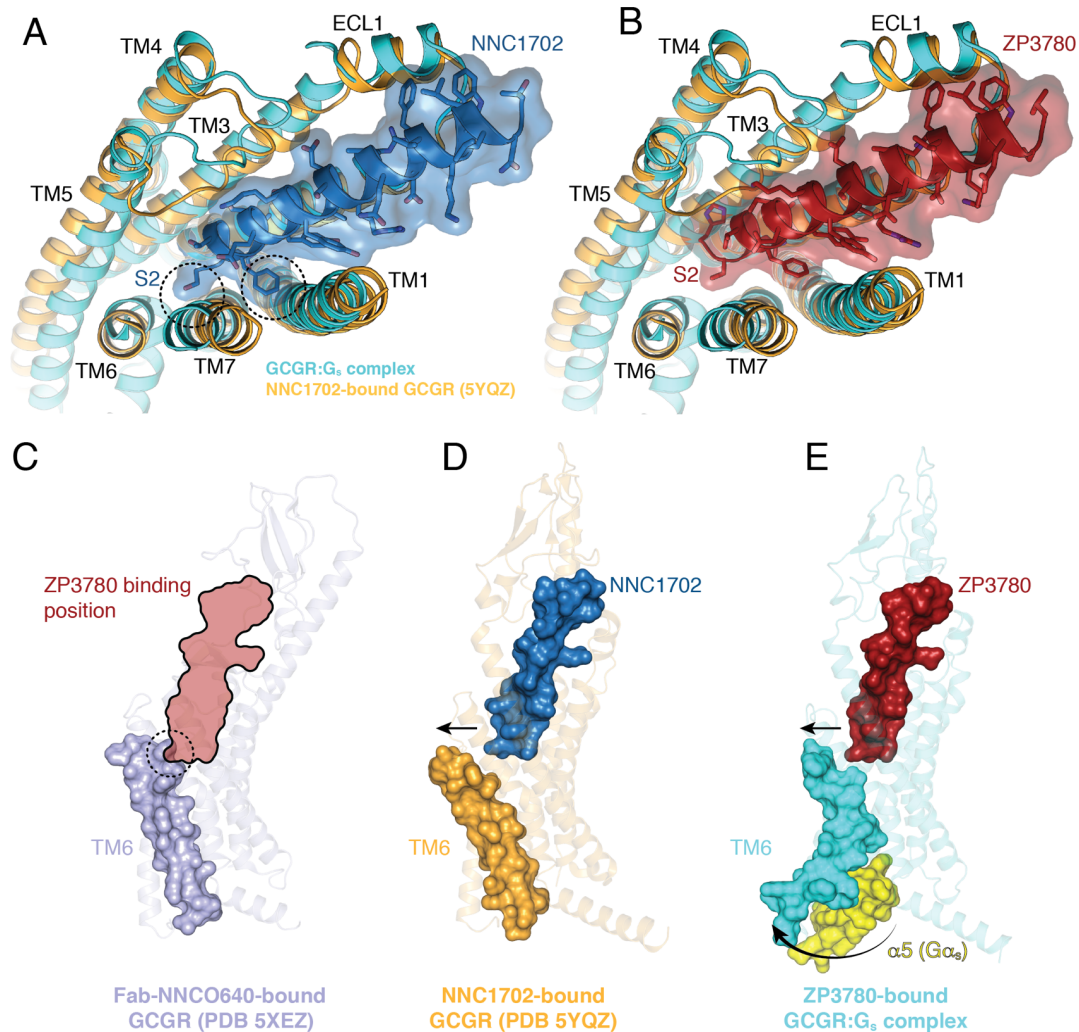 A
TM4
ECL1
NNC1702
TM3
TM5
S2
TM1
TM6
TM7
GCGR:Gs complex
NNC1702-bound GCGR (5YQZ)
B
TM4
ECL1
ZP3780
TM3
TM5
S2
TM1
TM6
TM7
C
ZP3780 binding
position
TM6
Fab-NNCO640-bound
GCGR (PDB 5XEZ)
D
NNC1702
TM6
NNC1702-bound
GCGR (PDB 5YQZ)
E
ZP3780
TM6
α5 (Gαs)
ZP3780-bound
GCGR:Gs complex